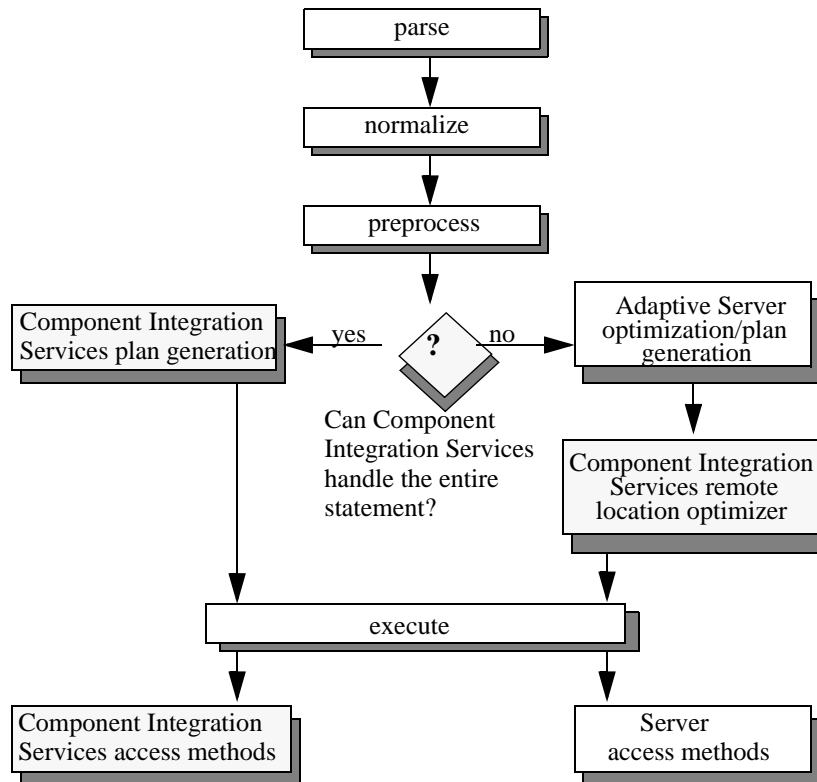 parse
normalize
preprocess
Component Integration
Services plan generation
yes
?
no
Adaptive Server
optimization/plan
generation
Can Component
Integration Services
handle the entire
statement?
Component Integration
Services remote
location optimizer
execute
Component Integration
Services access methods
Server
access methods